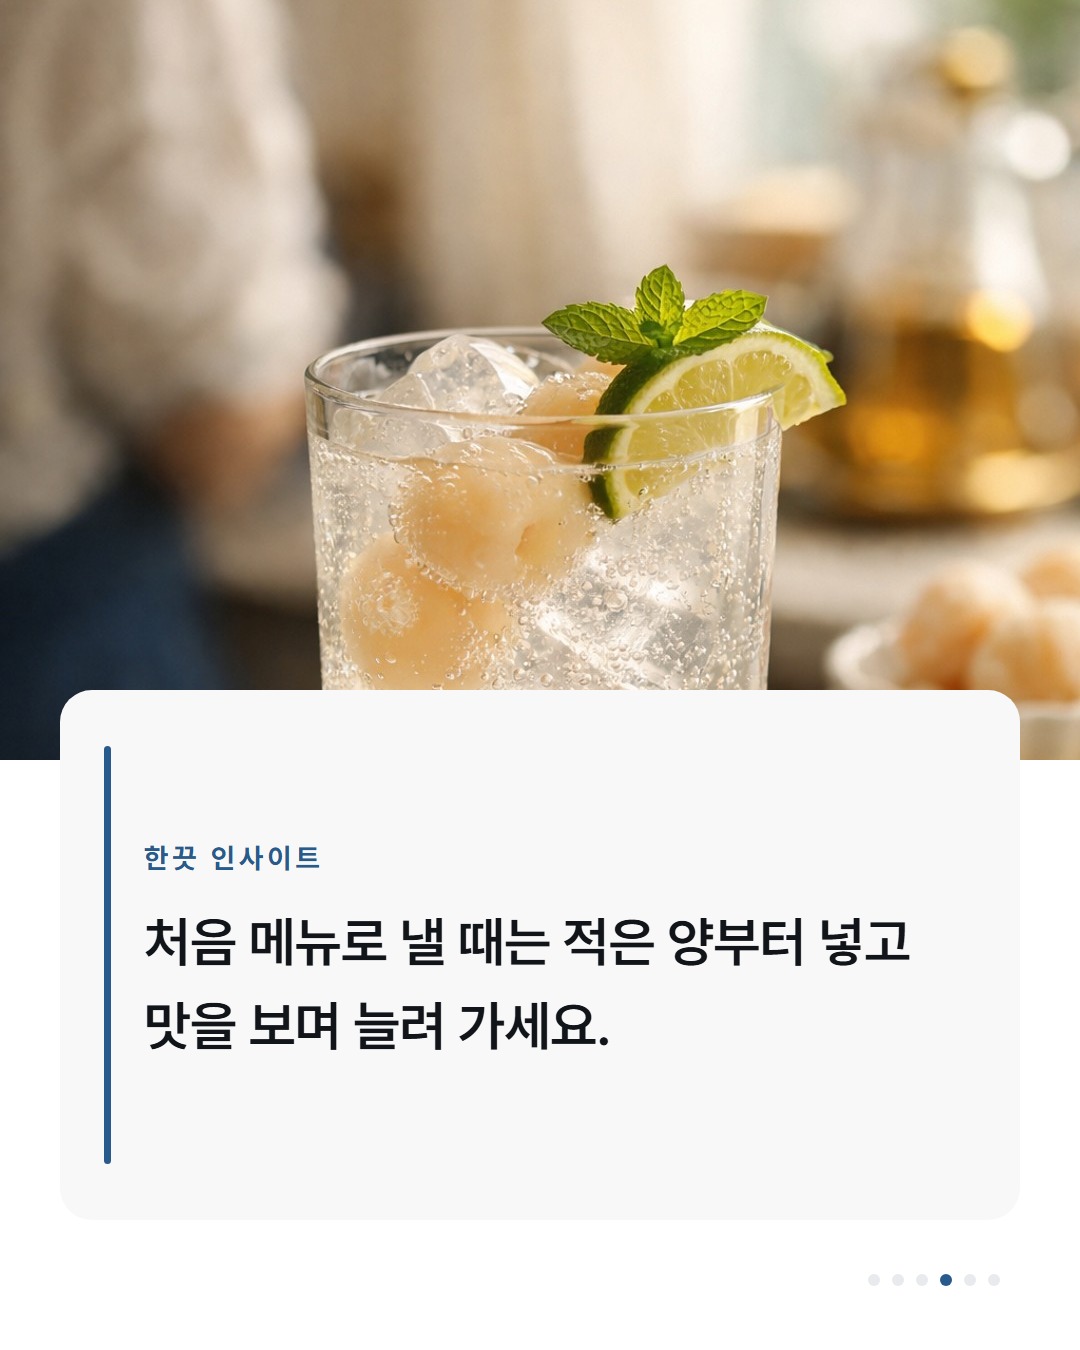 한끗 인사이트
처음 메뉴로 낼 때는 적은 양부터 넣고
맛을 보며 늘려 가세요.